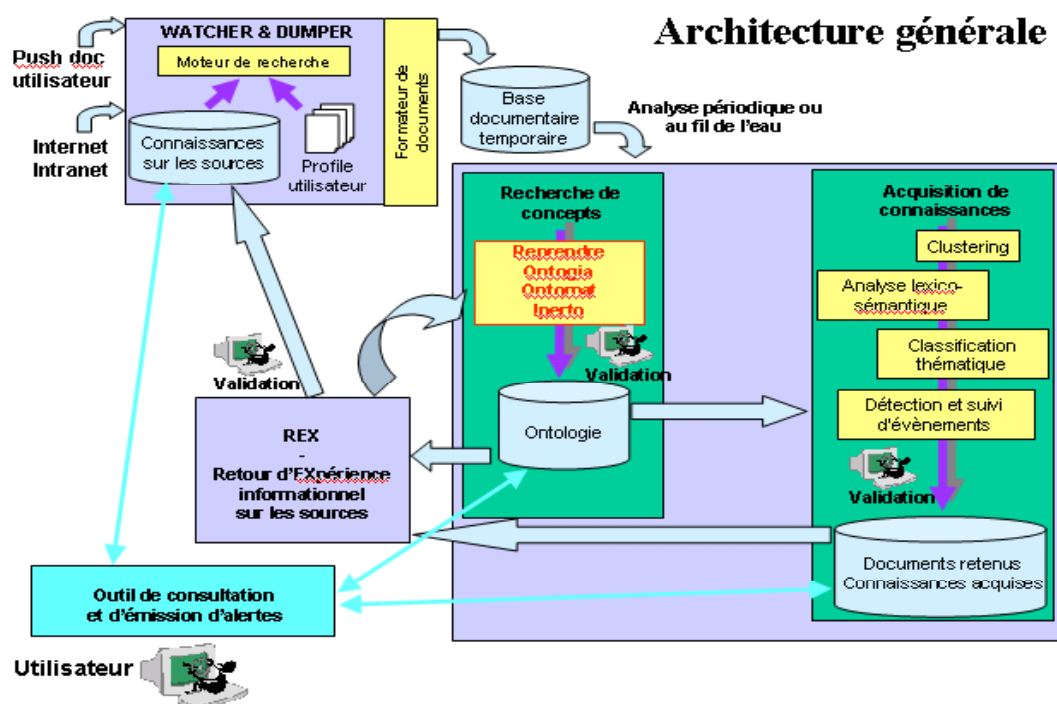 Architecture générale
WATCHER & DUMPER
Push doc
utilisateur
Moteur de recherche
Internet
Intranet
Connaissances
sur les sources
Profile
utilisateur
Formateur de
documents
Base
documentaire
temporaire
Analyse périodique ou
au fil de l'eau
Recherche de
concepts
Reprendre
Ontogia
Ontomat
Inerto
Validation
Ontologie
Acquisition de
connaissances
Clustering
Analyse lexico-
sémantique
Classification
thématique
Détection et suivi
d'évènements
Validation
Documents retenus
Connaissances acquises
Validation
REX
-
Retour d'EXpérience
informationnel
sur les sources
Outil de consultation
et d'émission d'alertes
Utilisateur